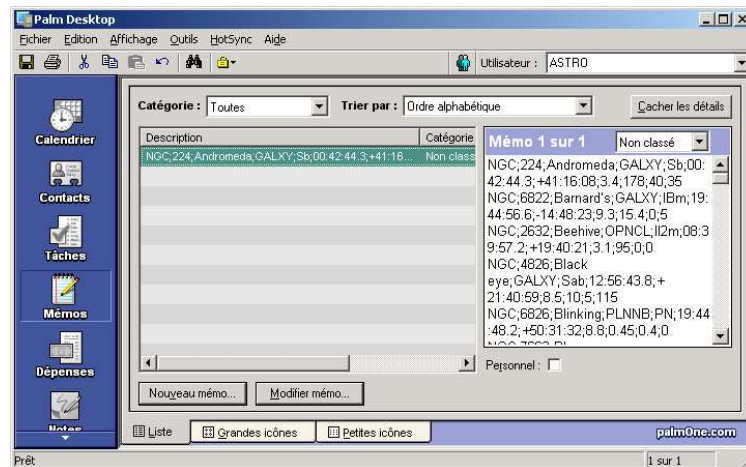 Palm Desktop
Fichier Edition Affichage Outils HotSync Aide
Utilisateur : ASTRO
Calendrier
Contacts
Tâches
Mémos
Dépenses
Notes
Catégorie : Toutes Trier par : Ordre alphabétique Cacher les détails
Description Catégorie
NGC;224;Andromeda;GALXY;Sb;00:42:44.3;+41:16... Non class
Mémo 1 sur 1 Non classé
NGC;224;Andromeda;GALXY;Sb;00:
42:44.3;+41:16:08;3.4;178;40;35
NGC;6822;Barnard's;GALXY;IBm;19:
44:56.6;-14:48:23;9.3;15.4;0;5
NGC;2632;Beehive;OPNCL;II2m;08:3
9:57.2;+19:40:21;3.1;95;0;0
NGC;4826;Black
eye;GALXY;Sab;12:56:43.8;+
21:40:59;8.5;10;5;115
NGC;6826;Blinking;PLNNB;PN;19:44
:48.2;+50:31:32;8.8;0.45;0.4;0
Personnel :
Nouveau mémo... Modifier mémo...
Liste Grandes icônes Petites icônes palmOne.com
Prêt 1 sur 1